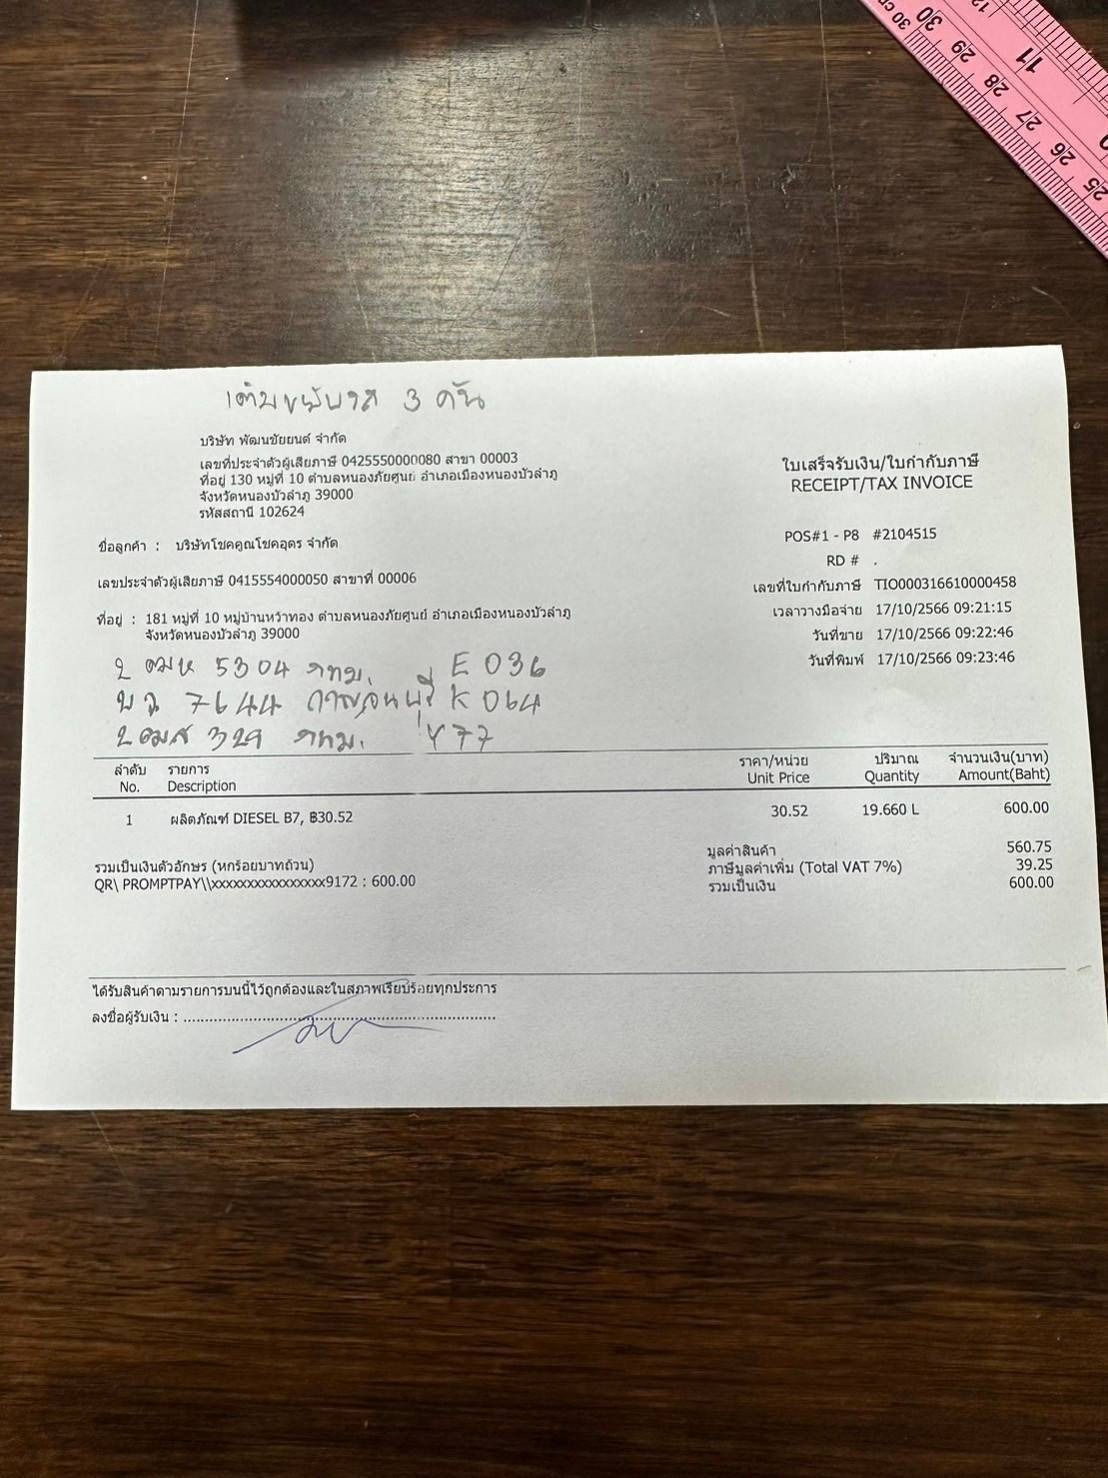 บริษัท พัฒนชัยยนต์ จำกัด
เลขที่ประจำตัวผู้เสียภาษี 0425550000080 สาขา 00003
ที่อยู่ 130 หมู่ที่ 10 ตำบลหนองภัยศูนย์ อำเภอเมืองหนองบัวลำภู
จังหวัดหนองบัวลำภู 39000
รหัสสถานี 102624
ใบเสร็จรับเงิน/ใบกำกับภาษี
RECEIPT/TAX INVOICE
ชื่อลูกค้า : บริษัทโชคคูณโชคอุดร จำกัด
เลขประจำตัวผู้เสียภาษี 0415554000050 สาขาที่ 00006
ที่อยู่ : 181 หมู่ที่ 10 หมู่บ้านหว้าทอง ตำบลหนองภัยศูนย์ อำเภอเมืองหนองบัวลำภู
จังหวัดหนองบัวลำภู 39000
POS#1 - P8 #2104515
RD # .
เลขที่ใบกำกับภาษี TIO000316610000458
เวลาวางมือจ่าย 17/10/2566 09:21:15
วันที่ขาย 17/10/2566 09:22:46
วันที่พิมพ์ 17/10/2566 09:23:46
5304 กทม. E 036
7644 กาญจนบุรี K 064
329 กทม. Y77
ลำดับ รายการ ราคา/หน่วย ปริมาณ จำนวนเงิน(บาท)
No. Description Unit Price Quantity Amount(Baht)
1 ผลิตภัณฑ์ DIESEL B7, ฿30.52 30.52 19.660 L 600.00
มูลค่าสินค้า 560.75
รวมเป็นเงินตัวอักษร (หกร้อยบาทถ้วน) ภาษีมูลค่าเพิ่ม (Total VAT 7%) 39.25
QR\ PROMPTPAY\\xxxxxxxxxxxxxxxx9172 : 600.00 รวมเป็นเงิน 600.00
ได้รับสินค้าตามรายการบนนี้ไว้ถูกต้องและในสภาพเรียบร้อยทุกประการ
ลงชื่อผู้รับเงิน :
30 29 28 27 26 25
11